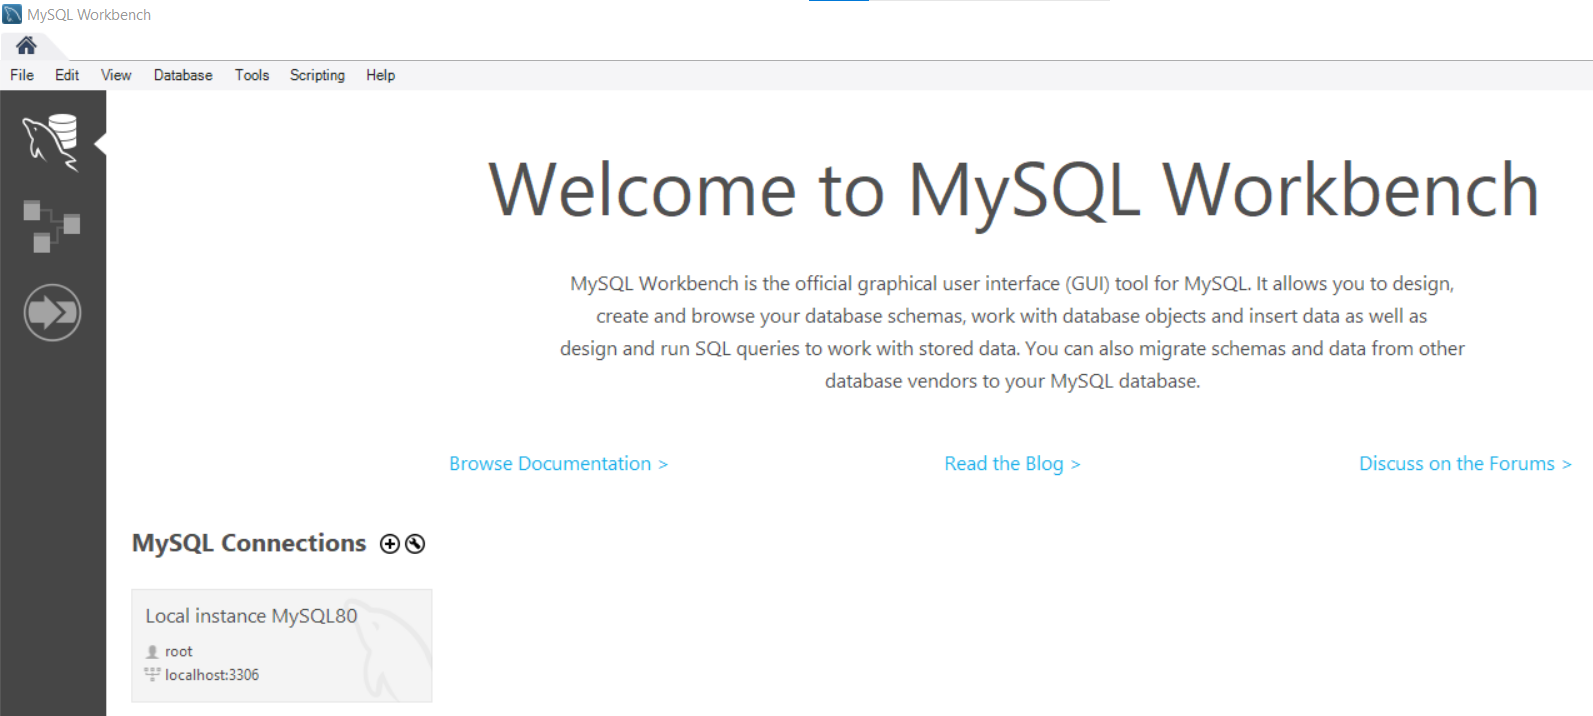 MySQL Workbench
File Edit View Database Tools Scripting Help
Welcome to MySQL Workbench
MySQL Workbench is the official graphical user interface (GUI) tool for MySQL. It allows you to design,
create and browse your database schemas, work with database objects and insert data as well as
design and run SQL queries to work with stored data. You can also migrate schemas and data from other
database vendors to your MySQL database.
Browse Documentation > Read the Blog > Discuss on the Forums >
MySQL Connections
Local instance MySQL80
root
localhost:3306